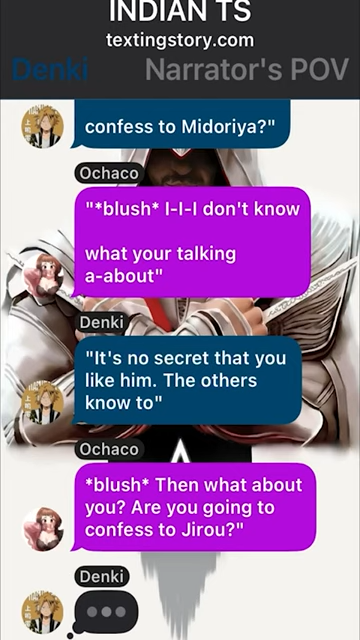 INDIAN TS
textingstory.com
Denki Narrator's POV
confess to Midoriya?"
Ochaco
"*blush* I-I-I don't know
what your talking
a-about"
Denki
"It's no secret that you
like him. The others
know to"
Ochaco
*blush* Then what about
you? Are you going to
confess to Jirou?"
Denki